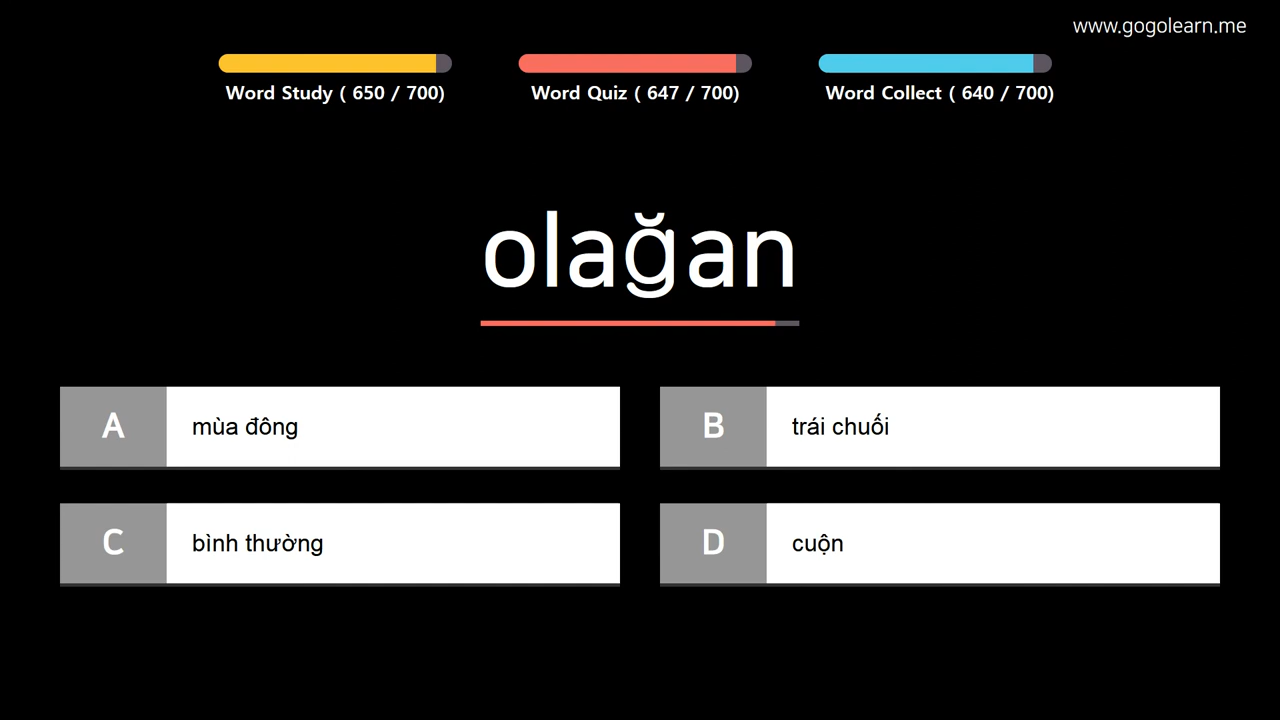 www.gogolearn.me
Word Study ( 650 / 700)
Word Quiz ( 647 / 700)
Word Collect ( 640 / 700)
olağan
A mùa đông
B trái chuối
C bình thường
D cuộn